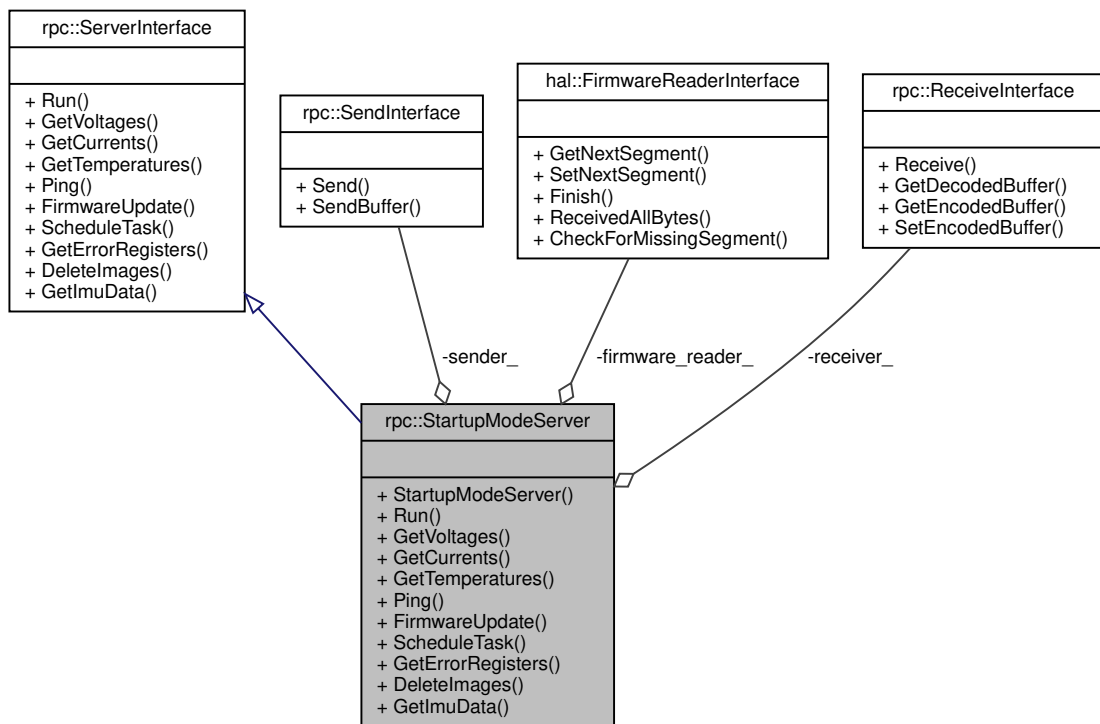 rpc::ServerInterface
+ Run()
+ GetVoltages()
+ GetCurrents()
+ GetTemperatures()
+ Ping()
+ FirmwareUpdate()
+ ScheduleTask()
+ GetErrorRegisters()
+ DeleteImages()
+ GetImuData()
rpc::SendInterface
+ Send()
+ SendBuffer()
hal::FirmwareReaderInterface
+ GetNextSegment()
+ SetNextSegment()
+ Finish()
+ ReceivedAllBytes()
+ CheckForMissingSegment()
rpc::ReceiveInterface
+ Receive()
+ GetDecodedBuffer()
+ GetEncodedBuffer()
+ SetEncodedBuffer()
-sender_
-firmware_reader_
-receiver_
rpc::StartupModeServer
+ StartupModeServer()
+ Run()
+ GetVoltages()
+ GetCurrents()
+ GetTemperatures()
+ Ping()
+ FirmwareUpdate()
+ ScheduleTask()
+ GetErrorRegisters()
+ DeleteImages()
+ GetImuData()